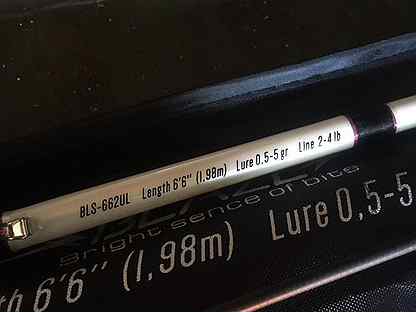 BLS-662UL Length 6'6" (1,98m) Lure 0.5-5 gr Line 2-4 lb
Bright sense of bite
th 6'6" (1,98m) Lure 0,5-5